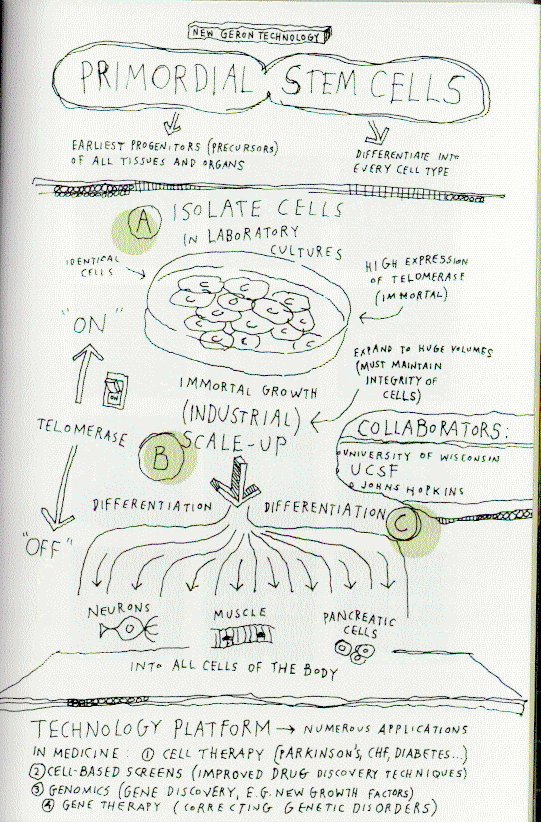 NEW GERON TECHNOLOGY
PRIMORDIAL STEM CELLS
EARLIEST PROGENITORS (PRECURSORS)
OF ALL TISSUES AND ORGANS
DIFFERENTIATE INTO
EVERY CELL TYPE
A
ISOLATE CELLS
IN LABORATORY
CULTURES
IDENTICAL
CELLS
HIGH EXPRESSION
OF TELOMERASE
(IMMORTAL)
"ON"
ON
EXPAND TO HUGE VOLUMES
(MUST MAINTAIN
INTEGRITY OF
CELLS)
IMMORTAL GROWTH
(INDUSTRIAL)
SCALE-UP
TELOMERASE
B
COLLABORATORS:
UNIVERSITY OF WISCONSIN
UCSF
JOHNS HOPKINS
DIFFERENTIATION
DIFFERENTIATION
C
"OFF"
NEURONS
MUSCLE
PANCREATIC
CELLS
INTO ALL CELLS OF THE BODY
TECHNOLOGY PLATFORM → NUMEROUS APPLICATIONS
IN MEDICINE: ① CELL THERAPY (PARKINSON'S, CHF, DIABETES...)
② CELL-BASED SCREENS (IMPROVED DRUG DISCOVERY TECHNIQUES)
③ GENOMICS (GENE DISCOVERY, E.G. NEW GROWTH FACTORS)
④ GENE THERAPY (CORRECTING GENETIC DISORDERS)